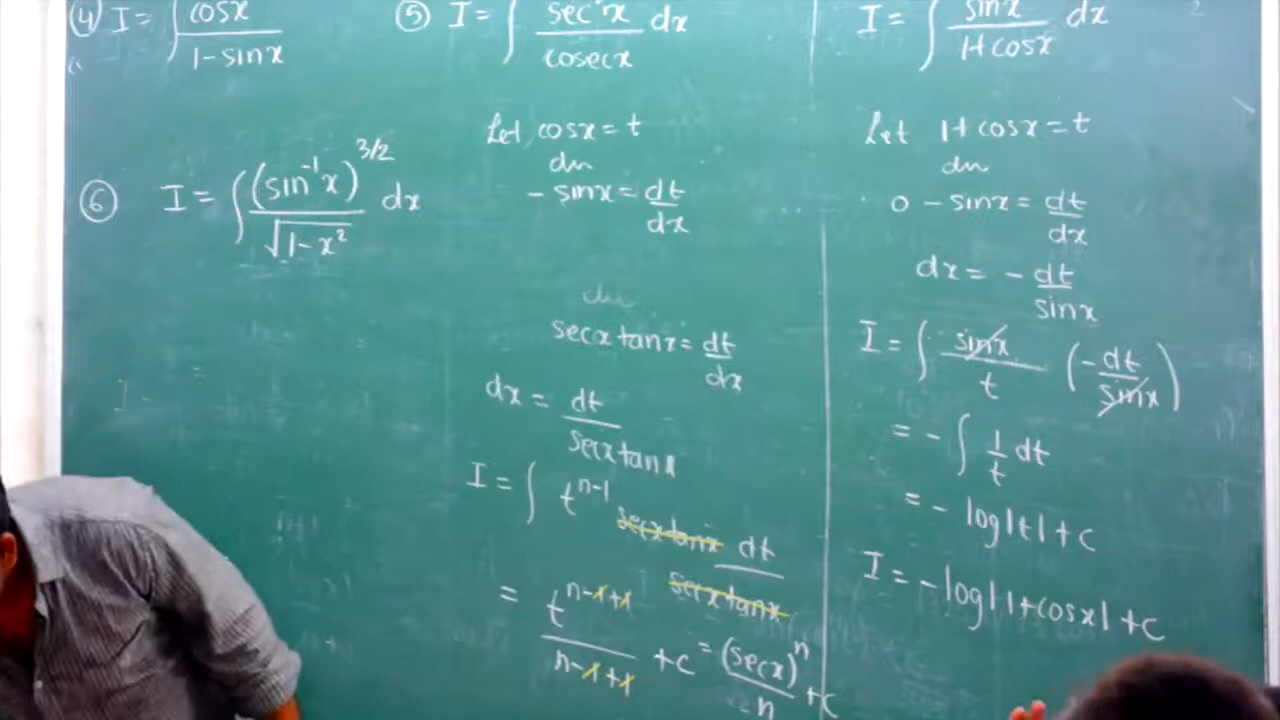 (4) I = ∫ cosx / 1-sinx
(6) I = ∫ (sin⁻¹x)^3/2 / √1-x² dx
(5) I = ∫ secⁿx / cosecx dx
Let cosx = t
- sinx = dt/dx
secx tanx = dt/dx
dx = dt / secx tanx
I = ∫ t^n-1 secx tanx dt / secx tanx
= t^n-1+1 / n-1+1 + c = (secx)^n / n + c
I = ∫ sinx / 1+cosx dx
Let 1+cosx = t
0 - sinx = dt/dx
dx = - dt / sinx
I = ∫ sinx / t (- dt / sinx)
= - ∫ 1/t dt
= - log|t| + c
I = -log|1+cosx| + c